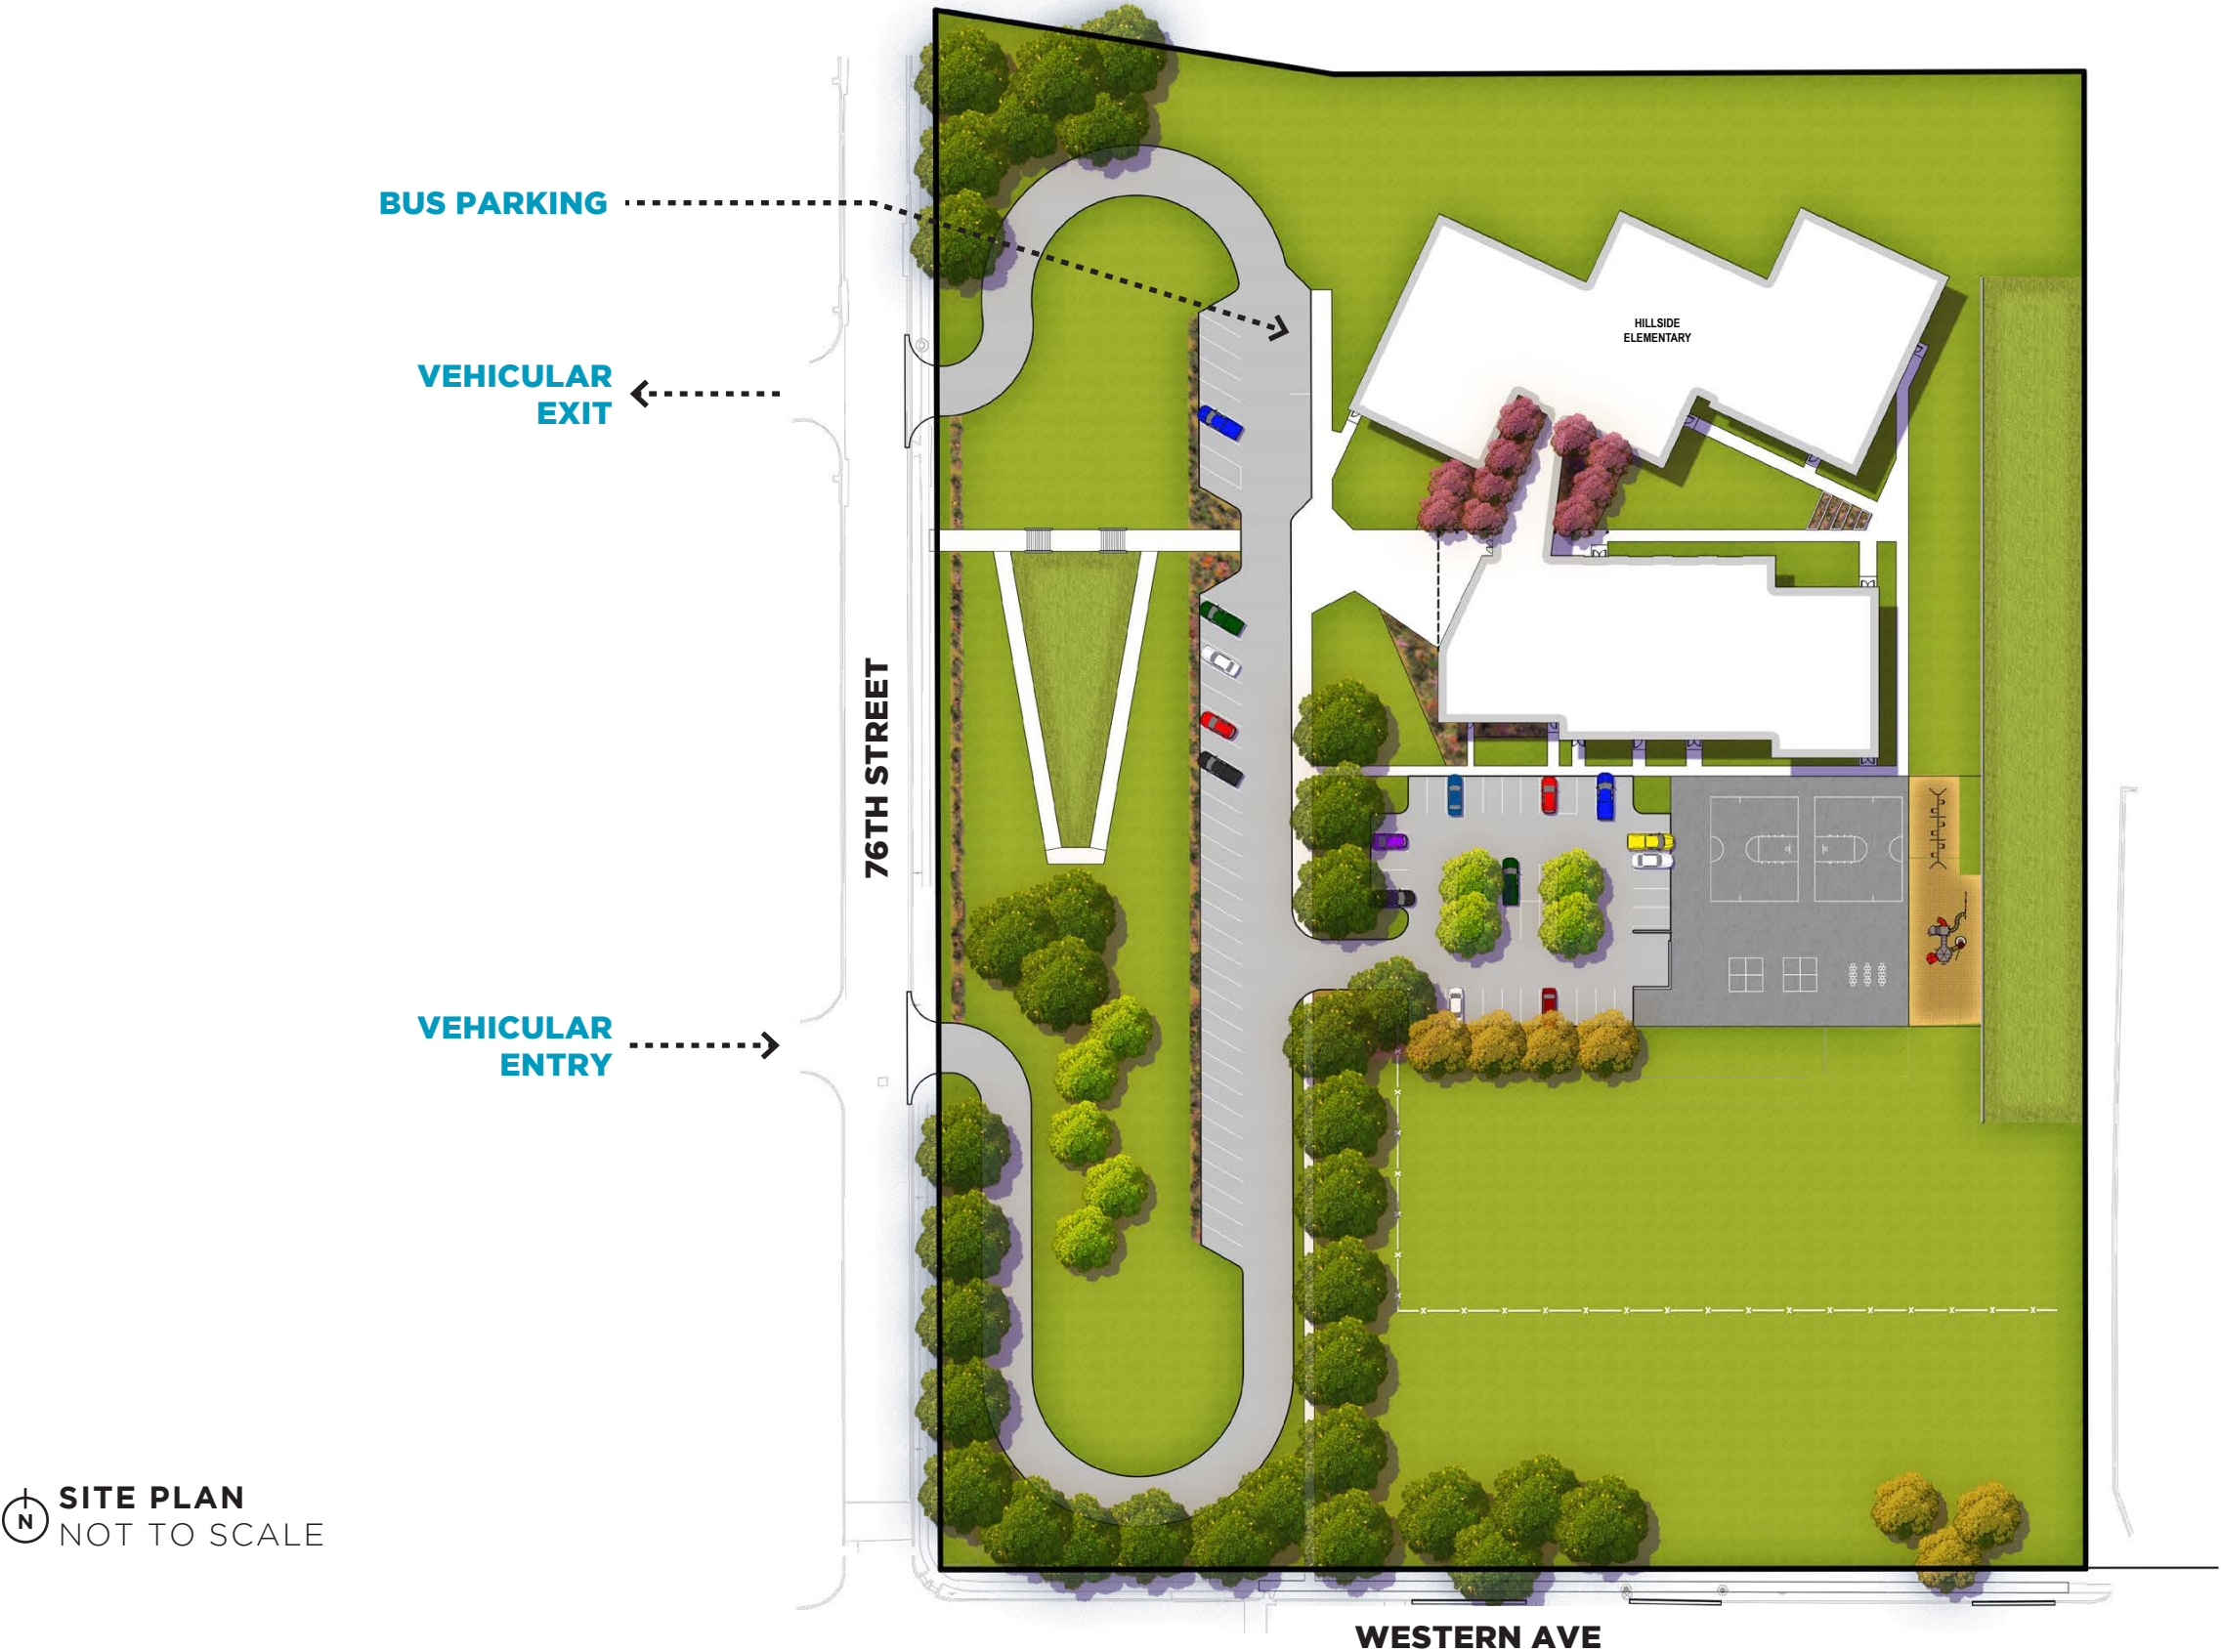 BUS PARKING
HILLSIDE
ELEMENTARY
VEHICULAR
EXIT
76TH STREET
VEHICULAR
ENTRY
N
SITE PLAN
NOT TO SCALE
WESTERN AVE